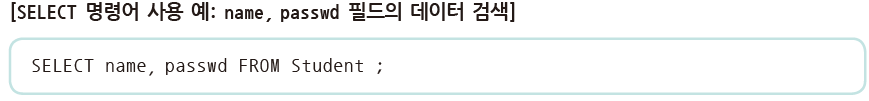 [SELECT 명령어 사용 예: name, passwd 필드의 데이터 검색]
SELECT name, passwd FROM Student ;